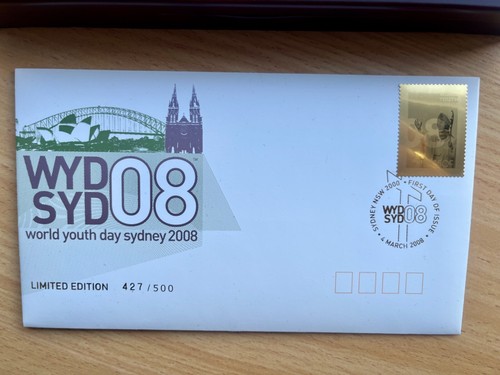 WYD
SYD08
TM
world youth day sydney 2008
LIMITED EDITION 427/500
SYDNEY NSW 2000 • FIRST DAY OF ISSUE
WYD
SYD08
• 4 MARCH 2008 •